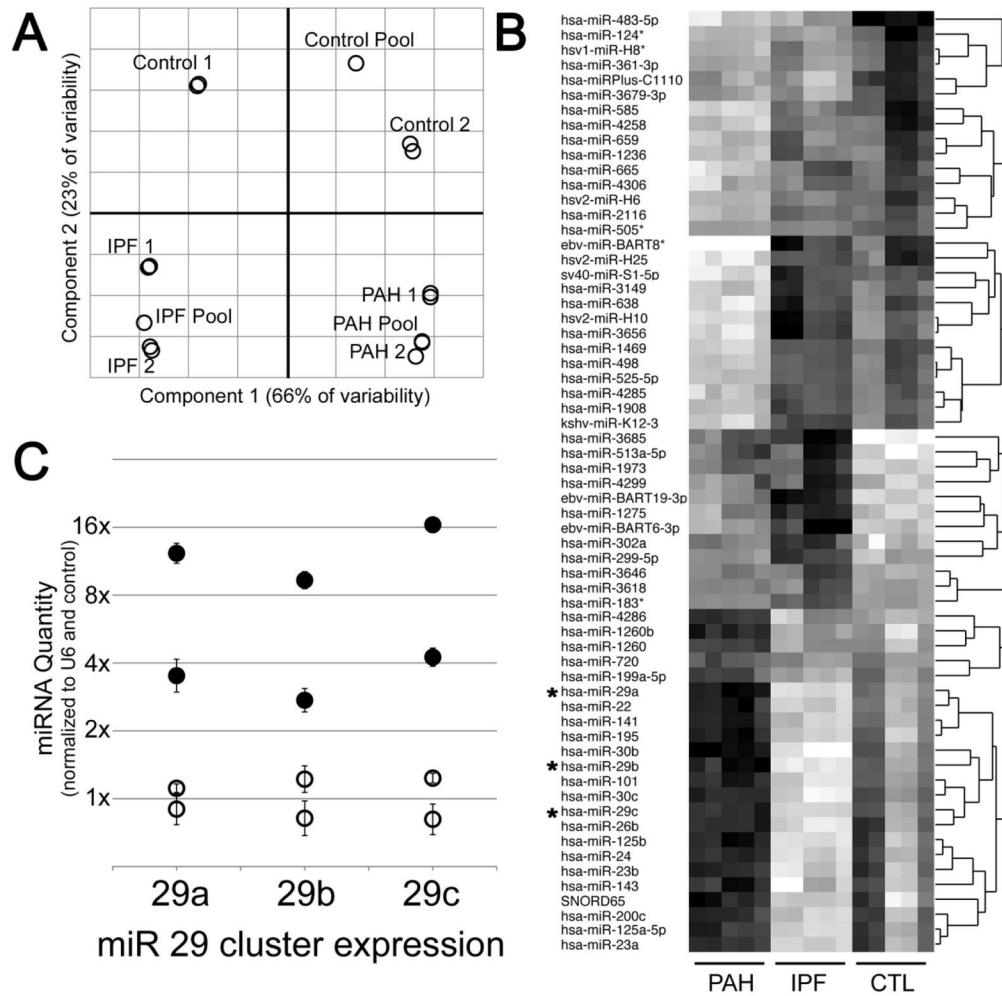 A
Control Pool
Control 1
Control 2
IPF 1
IPF Pool
IPF 2
PAH 1
PAH Pool
PAH 2
Component 2 (23% of variability)
Component 1 (66% of variability)
B
hsa-miR-483-5p
hsa-miR-124*
hsv1-miR-H8*
hsa-miR-361-3p
hsa-miRPlus-C1110
hsa-miR-3679-3p
hsa-miR-585
hsa-miR-4258
hsa-miR-659
hsa-miR-1236
hsa-miR-665
hsa-miR-4306
hsv2-miR-H6
hsa-miR-2116
hsa-miR-505*
ebv-miR-BART8*
hsv2-miR-H25
sv40-miR-S1-5p
hsa-miR-3149
hsa-miR-638
hsv2-miR-H10
hsa-miR-3656
hsa-miR-1469
hsa-miR-498
hsa-miR-525-5p
hsa-miR-4285
hsa-miR-1908
kshv-miR-K12-3
hsa-miR-3685
hsa-miR-513a-5p
hsa-miR-1973
hsa-miR-4299
ebv-miR-BART19-3p
hsa-miR-1275
ebv-miR-BART6-3p
hsa-miR-302a
hsa-miR-299-5p
hsa-miR-3646
hsa-miR-3618
hsa-miR-183*
hsa-miR-4286
hsa-miR-1260b
hsa-miR-1260
hsa-miR-720
hsa-miR-199a-5p
* hsa-miR-29a
hsa-miR-22
hsa-miR-141
hsa-miR-195
hsa-miR-30b
* hsa-miR-29b
hsa-miR-101
hsa-miR-30c
* hsa-miR-29c
hsa-miR-26b
hsa-miR-125b
hsa-miR-24
hsa-miR-23b
hsa-miR-143
SNORD65
hsa-miR-200c
hsa-miR-125a-5p
hsa-miR-23a
PAH IPF CTL
C
miRNA Quantity
(normalized to U6 and control)
16x
8x
4x
2x
1x
29a 29b 29c
miR 29 cluster expression